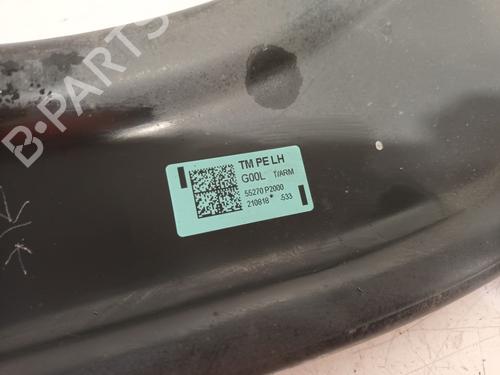 B-PARTS
TM PE LH
G00L T/ARM
55270 P2000
210818* .533